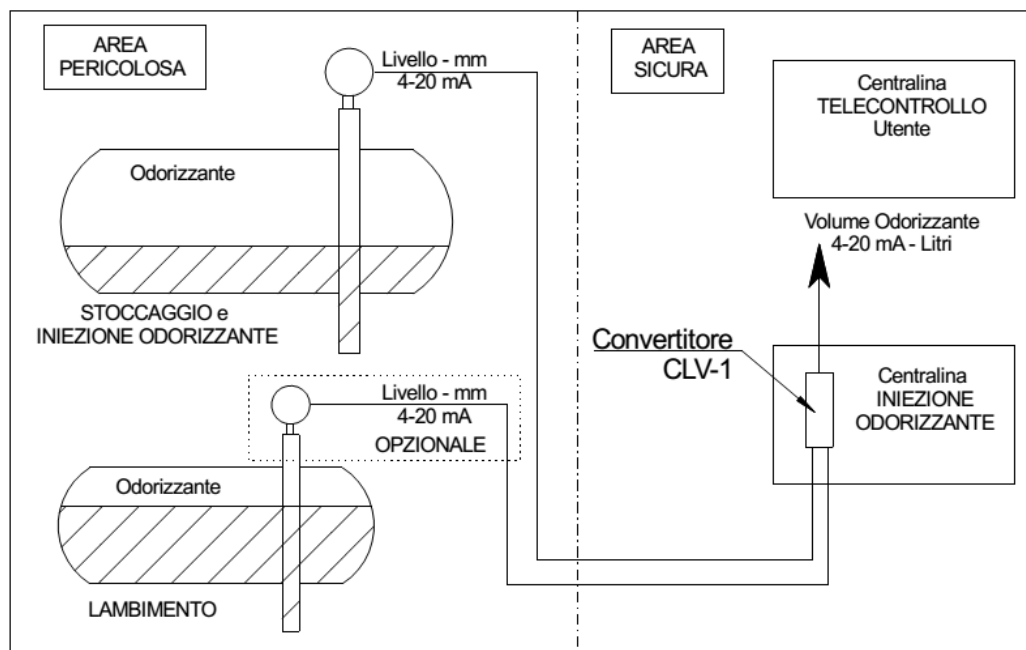 AREA
PERICOLOSA
Livello - mm
4-20 mA
Odorizzante
STOCCAGGIO e
INIEZIONE ODORIZZANTE
Livello - mm
4-20 mA
OPZIONALE
Odorizzante
LAMBIMENTO
AREA
SICURA
Centralina
TELECONTROLLO
Utente
Volume Odorizzante
4-20 mA - Litri
Convertitore
CLV-1
Centralina
INIEZIONE
ODORIZZANTE